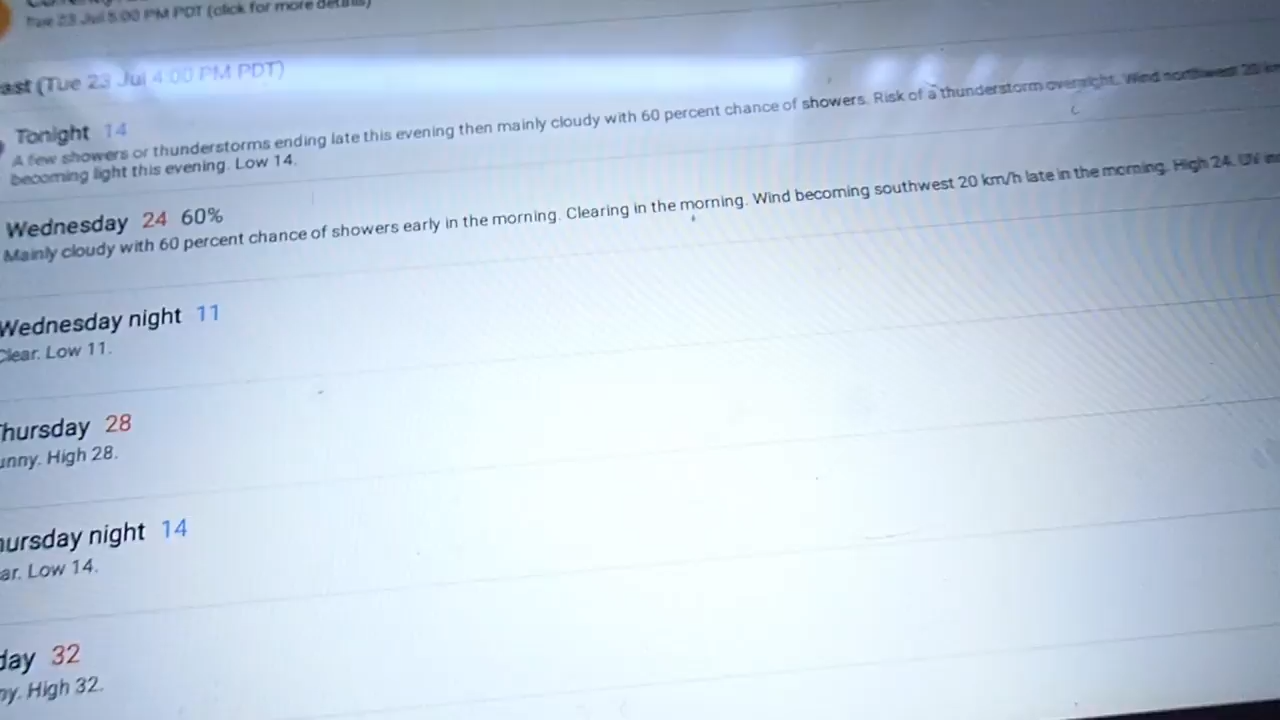 Tue 23 Jul 5:00 PM PDT (click for more details)
ast (Tue 23 Jul 4:00 PM PDT)
Tonight 14
A few showers or thunderstorms ending late this evening then mainly cloudy with 60 percent chance of showers. Risk of a thunderstorm overnight. Wind northwest 20 km
becoming light this evening. Low 14.
Wednesday 24 60%
Mainly cloudy with 60 percent chance of showers early in the morning. Clearing in the morning. Wind becoming southwest 20 km/h late in the morning. High 24. UV in
Wednesday night 11
Clear. Low 11.
Thursday 28
unny. High 28.
hursday night 14
ar. Low 14.
day 32
ny. High 32.